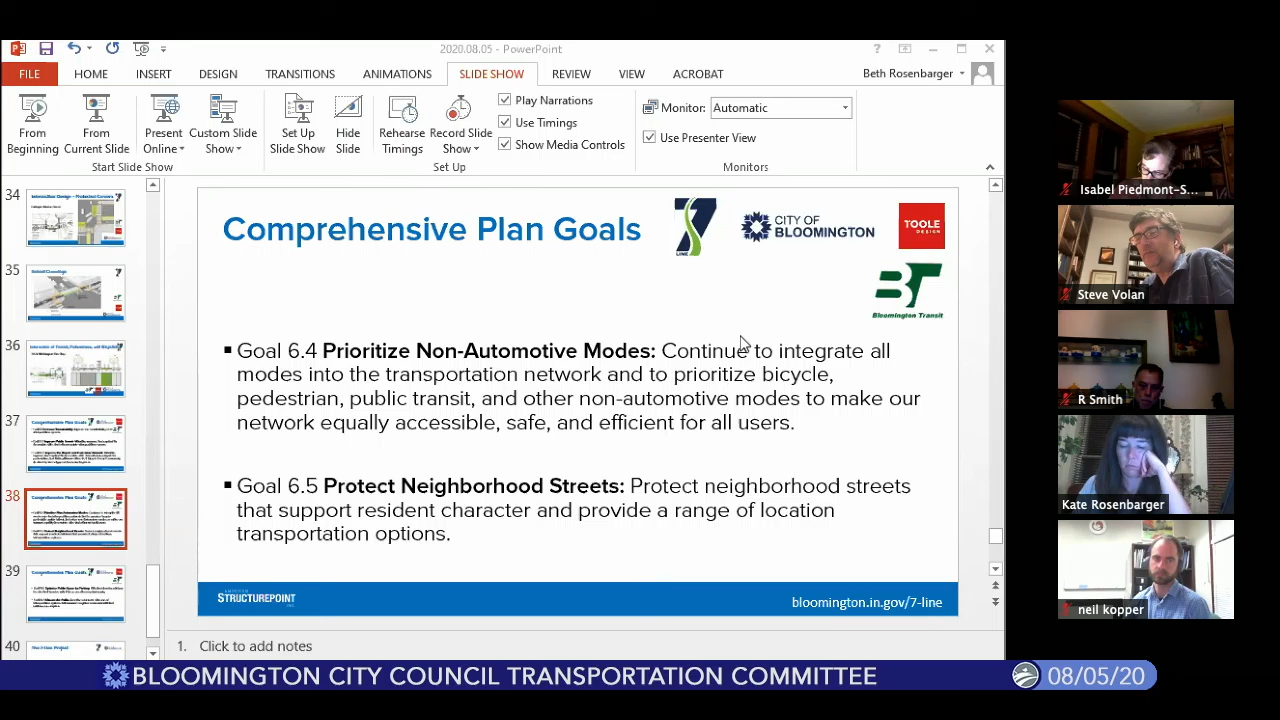 2020.08.05 - PowerPoint
FILE HOME INSERT DESIGN TRANSITIONS ANIMATIONS SLIDE SHOW REVIEW VIEW ACROBAT Beth Rosenbarger
From Beginning
From Current Slide
Present Online
Custom Slide Show
Start Slide Show
Set Up Slide Show
Hide Slide
Rehearse Timings
Record Slide Show
Play Narrations
Use Timings
Show Media Controls
Set Up
Monitor: Automatic
Use Presenter View
Monitors
34
35
36
37
38
39
40
Comprehensive Plan Goals
7
LINE
CITY OF
BLOOMINGTON
TOOLE
DESIGN
BT
Bloomington Transit
Goal 6.4 Prioritize Non-Automotive Modes: Continue to integrate all
modes into the transportation network and to prioritize bicycle,
pedestrian, public transit, and other non-automotive modes to make our
network equally accessible, safe, and efficient for all users.
Goal 6.5 Protect Neighborhood Streets: Protect neighborhood streets
that support resident character and provide a range of location
transportation options.
AMERICAN
STRUCTUREPOINT
INC.
bloomington.in.gov/7-line
1. Click to add notes
Isabel Piedmont-S...
Steve Volan
R Smith
Kate Rosenbarger
neil kopper
BLOOMINGTON CITY COUNCIL TRANSPORTATION COMMITTEE
08/05/20